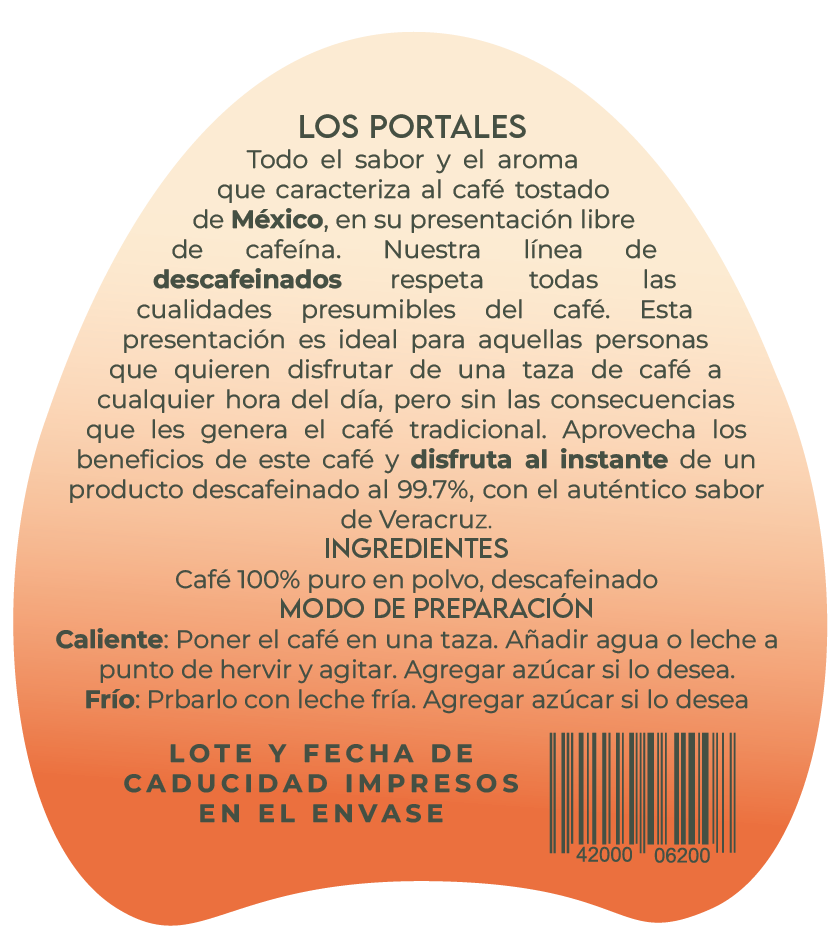 LOS PORTALES
Todo el sabor y el aroma
que caracteriza al café tostado
de México, en su presentación libre
de cafeína. Nuestra línea de
descafeinados respeta todas las
cualidades presumibles del café. Esta
presentación es ideal para aquellas personas
que quieren disfrutar de una taza de café a
cualquier hora del día, pero sin las consecuencias
que les genera el café tradicional. Aprovecha los
beneficios de este café y disfruta al instante de un
producto descafeinado al 99.7%, con el auténtico sabor
de Veracruz.
INGREDIENTES
Café 100% puro en polvo, descafeinado
MODO DE PREPARACIÓN
Caliente: Poner el café en una taza. Añadir agua o leche a
punto de hervir y agitar. Agregar azúcar si lo desea.
Frío: Prbarlo con leche fría. Agregar azúcar si lo desea
LOTE Y FECHA DE
CADUCIDAD IMPRESOS
EN EL ENVASE
42000 06200